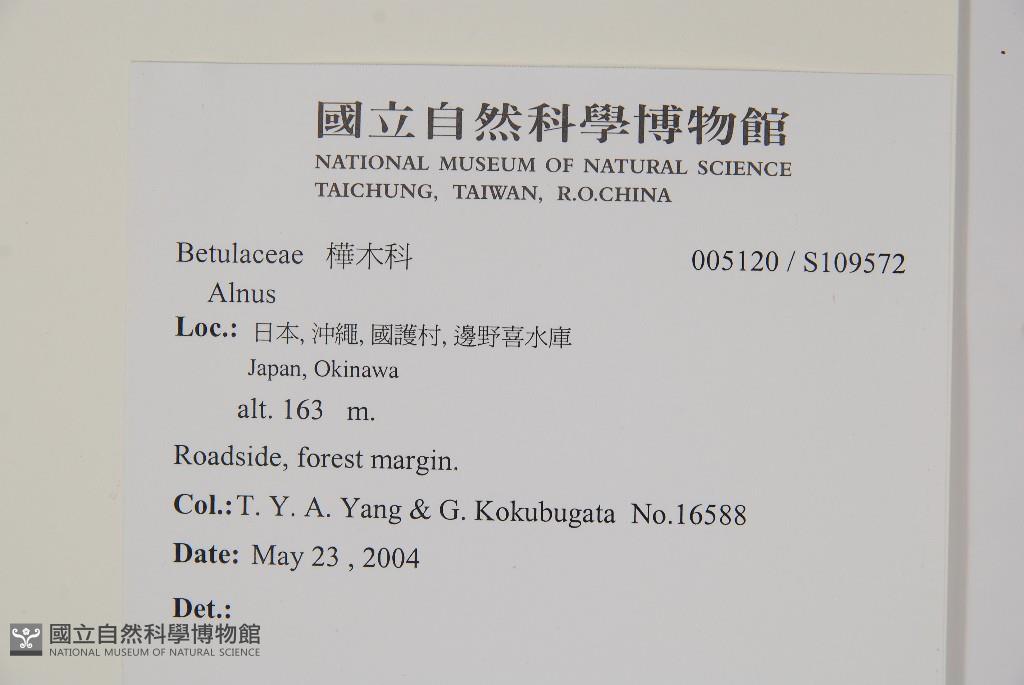 國立自然科學博物館
NATIONAL MUSEUM OF NATURAL SCIENCE
TAICHUNG, TAIWAN, R.O.CHINA
Betulaceae 樺木科 005120 / S109572
Alnus
Loc.: 日本, 沖繩, 國護村, 邊野喜水庫
Japan, Okinawa
alt. 163 m.
Roadside, forest margin.
Col.: T. Y. A. Yang & G. Kokubugata No.16588
Date: May 23 , 2004
Det.:
國立自然科學博物館
NATIONAL MUSEUM OF NATURAL SCIENCE